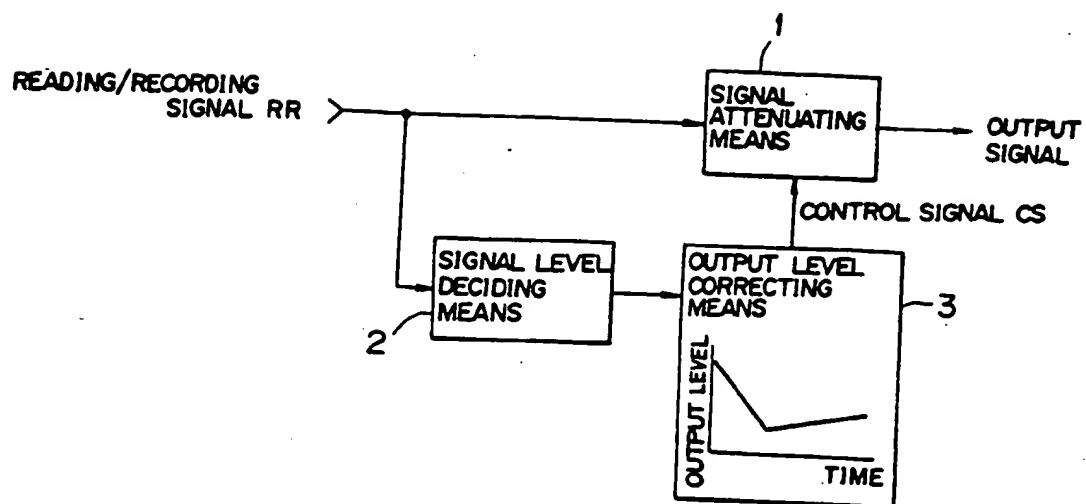 1
READING/RECORDING
SIGNAL RR
SIGNAL
ATTENUATING
MEANS
OUTPUT
SIGNAL
CONTROL SIGNAL CS
SIGNAL LEVEL
DECIDING
MEANS
2
OUTPUT LEVEL
CORRECTING
MEANS
3
OUTPUT LEVEL
TIME